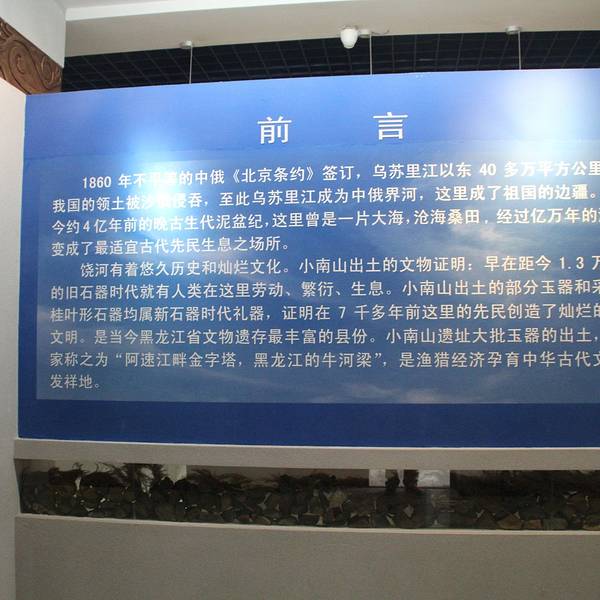 前言
1860 年不平等的中俄《北京条约》签订，乌苏里江以东 40 多万平方公里
我国的领土被沙俄侵吞，至此乌苏里江成为中俄界河，这里成了祖国的边疆。
今约4亿年前的晚古生代泥盆纪，这里曾是一片大海，沧海桑田，经过亿万年的
变成了最适宜古代先民生息之场所。
饶河有着悠久历史和灿烂文化。小南山出土的文物证明：早在距今 1.3 万
的旧石器时代就有人类在这里劳动、繁衍、生息。小南山出土的部分玉器和采
桂叶形石器均属新石器时代礼器，证明在 7 千多年前这里的先民创造了灿烂的
文明。是当今黑龙江省文物遗存最丰富的县份。小南山遗址大批玉器的出土，
家称之为“阿速江畔金字塔，黑龙江的牛河梁”，是渔猎经济孕育中华古代文
发祥地。